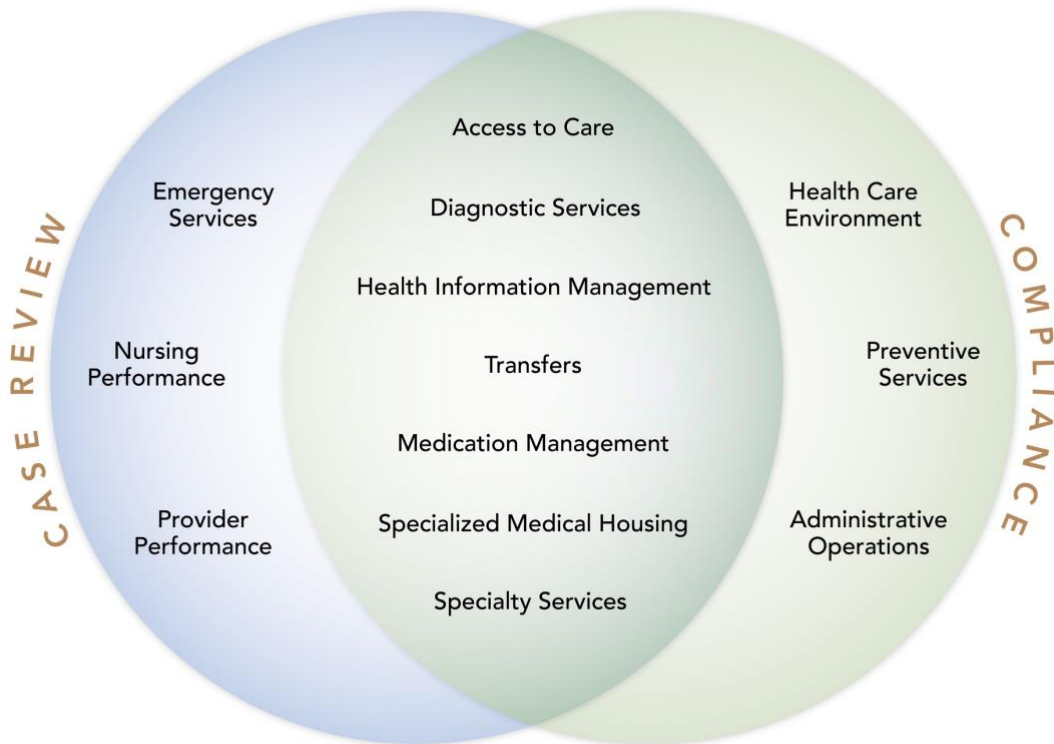 CASE REVIEW
Emergency
Services
Nursing
Performance
Provider
Performance
Access to Care
Diagnostic Services
Health Information Management
Transfers
Medication Management
Specialized Medical Housing
Specialty Services
Health Care
Environment
Preventive
Services
Administrative
Operations
COMPLIANCE